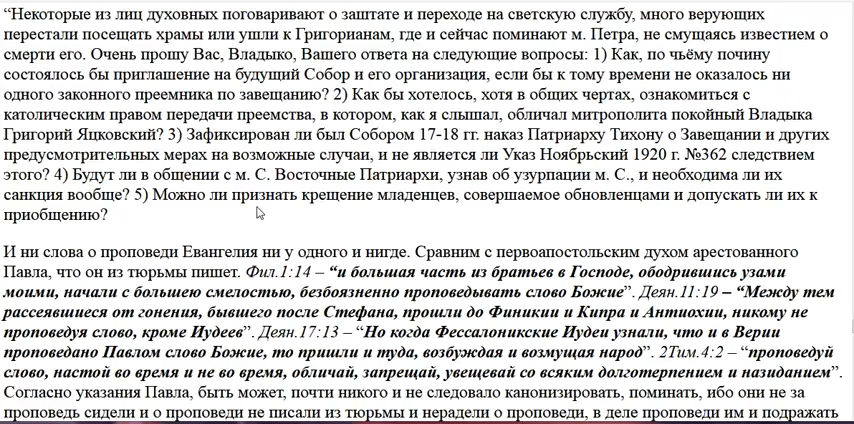 “Некоторые из лиц духовных поговаривают о заштате и переходе на светскую службу, много верующих
перестали посещать храмы или ушли к Григорианам, где и сейчас поминают м. Петра, не смущаясь известием о
смерти его. Очень прошу Вас, Владыко, Вашего ответа на следующие вопросы: 1) Как, по чьёму почину
состоялось бы приглашение на будущий Собор и его организация, если бы к тому времени не оказалось ни
одного законного преемника по завещанию? 2) Как бы хотелось, хотя в общих чертах, ознакомиться с
католическим правом передачи преемства, в котором, как я слышал, обличал митрополита покойный Владыка
Григорий Яцковский? 3) Зафиксирован ли был Собором 17-18 гг. наказ Патриарху Тихону о Завещании и других
предусмотрительных мерах на возможные случаи, и не является ли Указ Ноябрьский 1920 г. №362 следствием
этого? 4) Будут ли в общении с м. С. Восточные Патриархи, узнав об узурпации м. С., и необходима ли их
санкция вообще? 5) Можно ли признать крещение младенцев, совершаемое обновленцами и допускать ли их к
приобщению?
И ни слова о проповеди Евангелия ни у одного и нигде. Сравним с первоапостольским духом арестованного
Павла, что он из тюрьмы пишет. Фил.1:14 – “и большая часть из братьев в Господе, ободрившись узами
моими, начали с большею смелостью, безбоязненно проповедывать слово Божие”. Деян.11:19 – “Между тем
рассеявшиеся от гонения, бывшего после Стефана, прошли до Финикии и Кипра и Антиохии, никому не
проповедуя слово, кроме Иудеев”. Деян.17:13 – “Но когда Фессалоникские Иудеи узнали, что и в Верии
проповедано Павлом слово Божие, то пришли и туда, возбуждая и возмущая народ”. 2Тим.4:2 – “проповедуй
слово, настой во время и не во время, обличай, запрещай, увещевай со всяким долготерпением и назиданием”.
Согласно указания Павла, быть может, почти никого и не следовало канонизировать, поминать, ибо они не за
проповедь сидели и о проповеди не писали из тюрьмы и нерадели о проповеди, в деле проповеди им и подражать